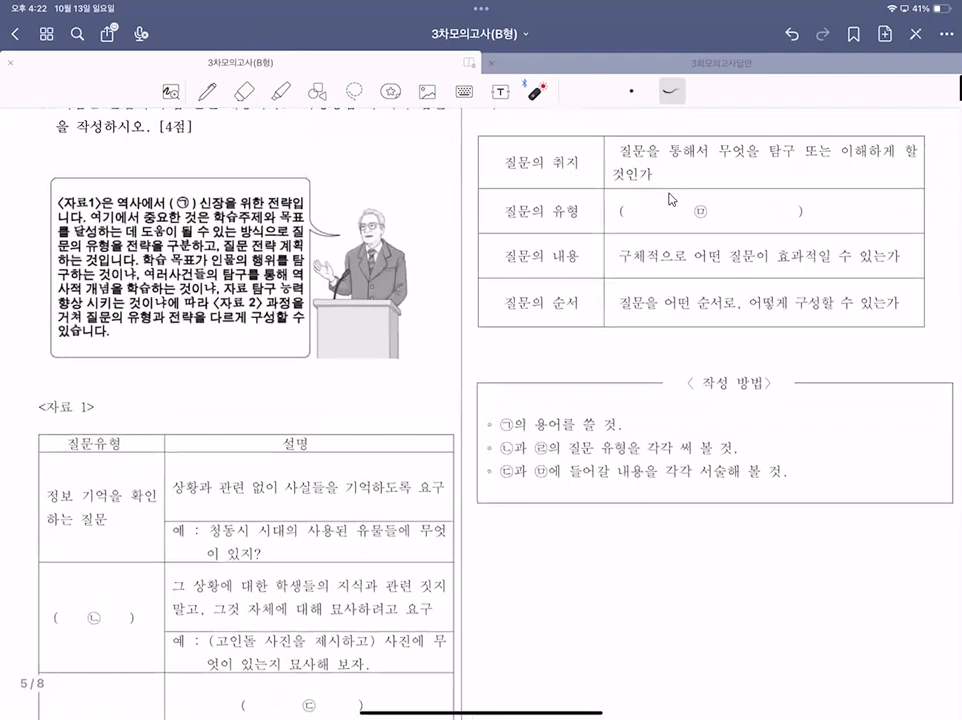 오후 4:22 10월 13일 일요일
41%
3차모의고사(B형)
3차모의고사(B형)
3회모의고사답안
을 작성하시오. [4점]
<자료1>은 역사에서 ( ㉠ ) 신장을 위한 전략입
니다. 여기에서 중요한 것은 학습주제와 목표
를 달성하는 데 도움이 될 수 있는 방식으로 질
문의 유형을 전략을 구분하고, 질문 전략 계획
하는 것입니다. 학습 목표가 인물의 행위를 탐
구하는 것이냐, 여러사건들의 탐구를 통해 역
사적 개념을 학습하는 것이냐, 자료 탐구 능력
향상 시키는 것이냐에 따라 <자료 2> 과정을
거쳐 질문의 유형과 전략을 다르게 구성할 수
있습니다.
<자료 1>
질문유형 설명
정보 기억을 확인
하는 질문
상황과 관련 없이 사실들을 기억하도록 요구
예 : 청동시 시대의 사용된 유물들에 무엇
이 있지?
( ㉡ )
그 상황에 대한 학생들의 지식과 관련 짓지
말고, 그것 자체에 대해 묘사하려고 요구
예 : (고인돌 사진을 제시하고) 사진에 무
엇이 있는지 묘사해 보자.
( ㉢ )
5 / 8
질문의 취지
질문을 통해서 무엇을 탐구 또는 이해하게 할
것인가
질문의 유형 ( ㉤ )
질문의 내용 구체적으로 어떤 질문이 효과적일 수 있는가
질문의 순서 질문을 어떤 순서로, 어떻게 구성할 수 있는가
〈 작성 방법〉
◦ ㉠의 용어를 쓸 것.
◦ ㉡과 ㉣의 질문 유형을 각각 써 볼 것.
◦ ㉢과 ㉤에 들어갈 내용을 각각 서술해 볼 것.